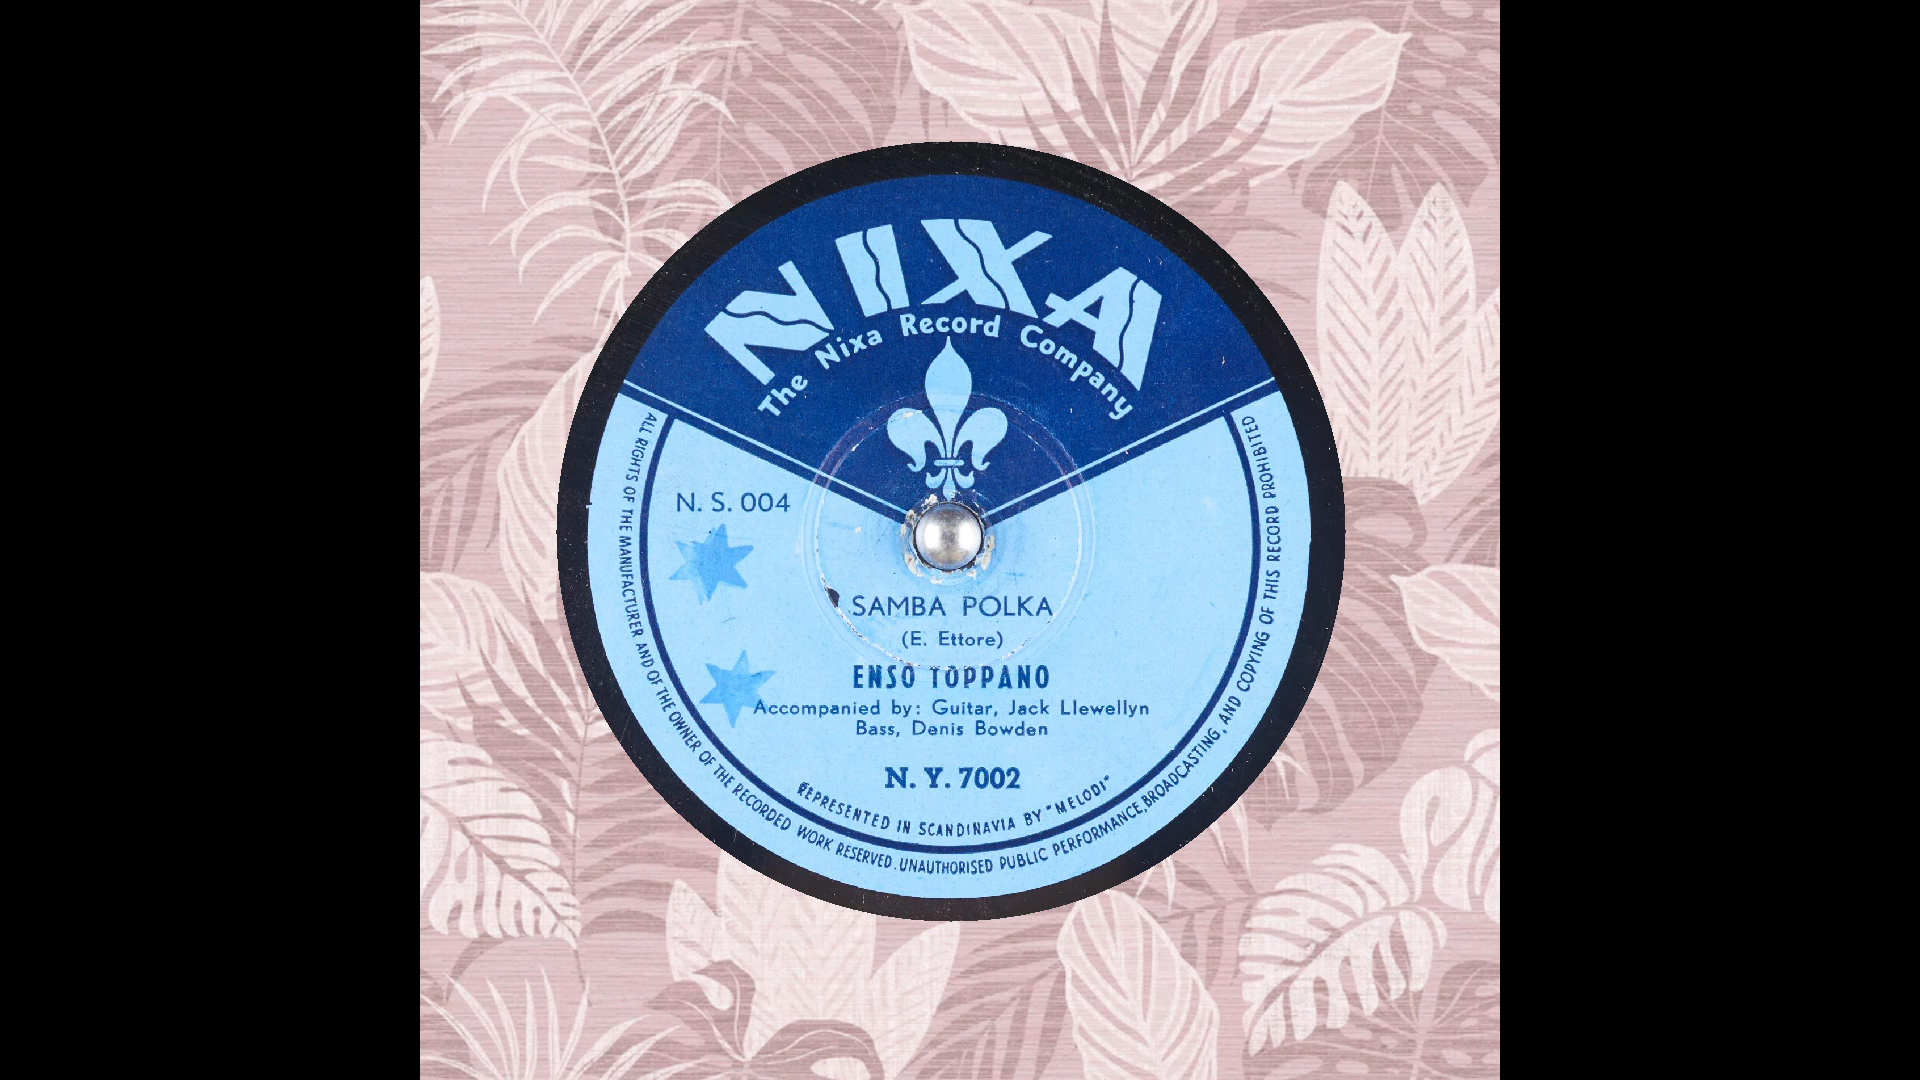 NIXA
The Nixa Record Company
N. S. 004
SAMBA POLKA
(E. Ettore)
ENSO TOPPANO
Accompanied by: Guitar, Jack Llewellyn
Bass, Denis Bowden
N. Y. 7002
REPRESENTED IN SCANDINAVIA BY "MELODI"
ALL RIGHTS OF THE MANUFACTURER AND OF THE OWNER OF THE RECORDED WORK RESERVED. UNAUTHORISED PUBLIC PERFORMANCE, BROADCASTING, AND COPYING OF THIS RECORD PROHIBITED